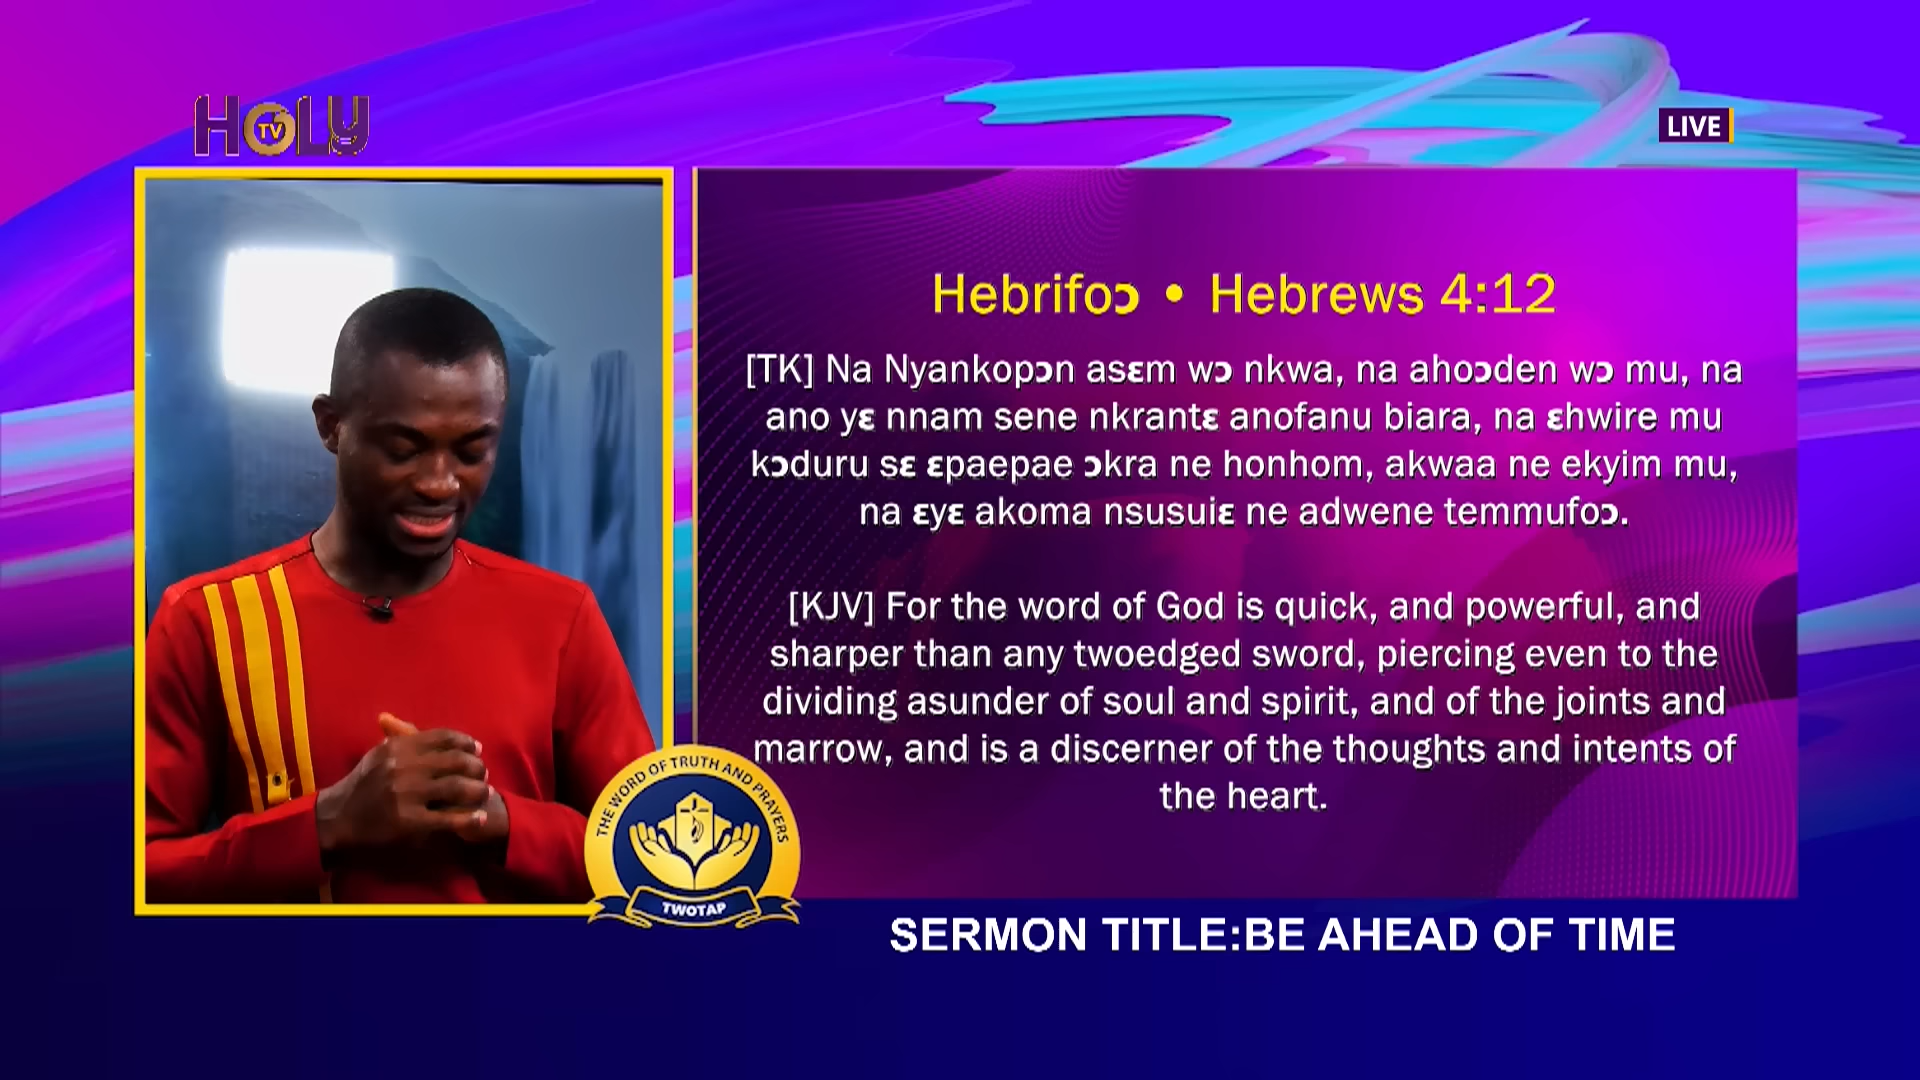 HOLY TV
LIVE
Hebrifoɔ • Hebrews 4:12
[TK] Na Nyankopɔn asɛm wɔ nkwa, na ahoɔden wɔ mu, na
ano yɛ nnam sene nkrantɛ anofanu biara, na ɛhwire mu
kɔduru sɛ ɛpaepae ɔkra ne honhom, akwaa ne ekyim mu,
na ɛyɛ akoma nsusuiɛ ne adwene temmufoɔ.
[KJV] For the word of God is quick, and powerful, and
sharper than any twoedged sword, piercing even to the
dividing asunder of soul and spirit, and of the joints and
marrow, and is a discerner of the thoughts and intents of
the heart.
THE WORD OF TRUTH AND PRAYERS
TWOTAP
SERMON TITLE:BE AHEAD OF TIME